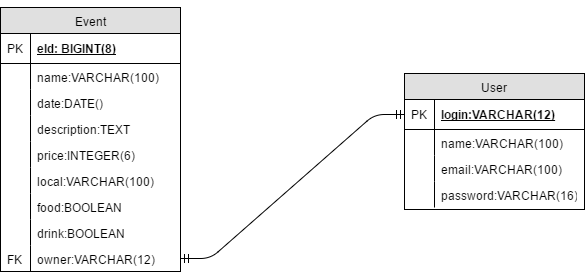 Event
PK eId: BIGINT(8)
name:VARCHAR(100)
date:DATE()
description:TEXT
price:INTEGER(6)
local:VARCHAR(100)
food:BOOLEAN
drink:BOOLEAN
FK owner:VARCHAR(12)
User
PK login:VARCHAR(12)
name:VARCHAR(100)
email:VARCHAR(100)
password:VARCHAR(16)